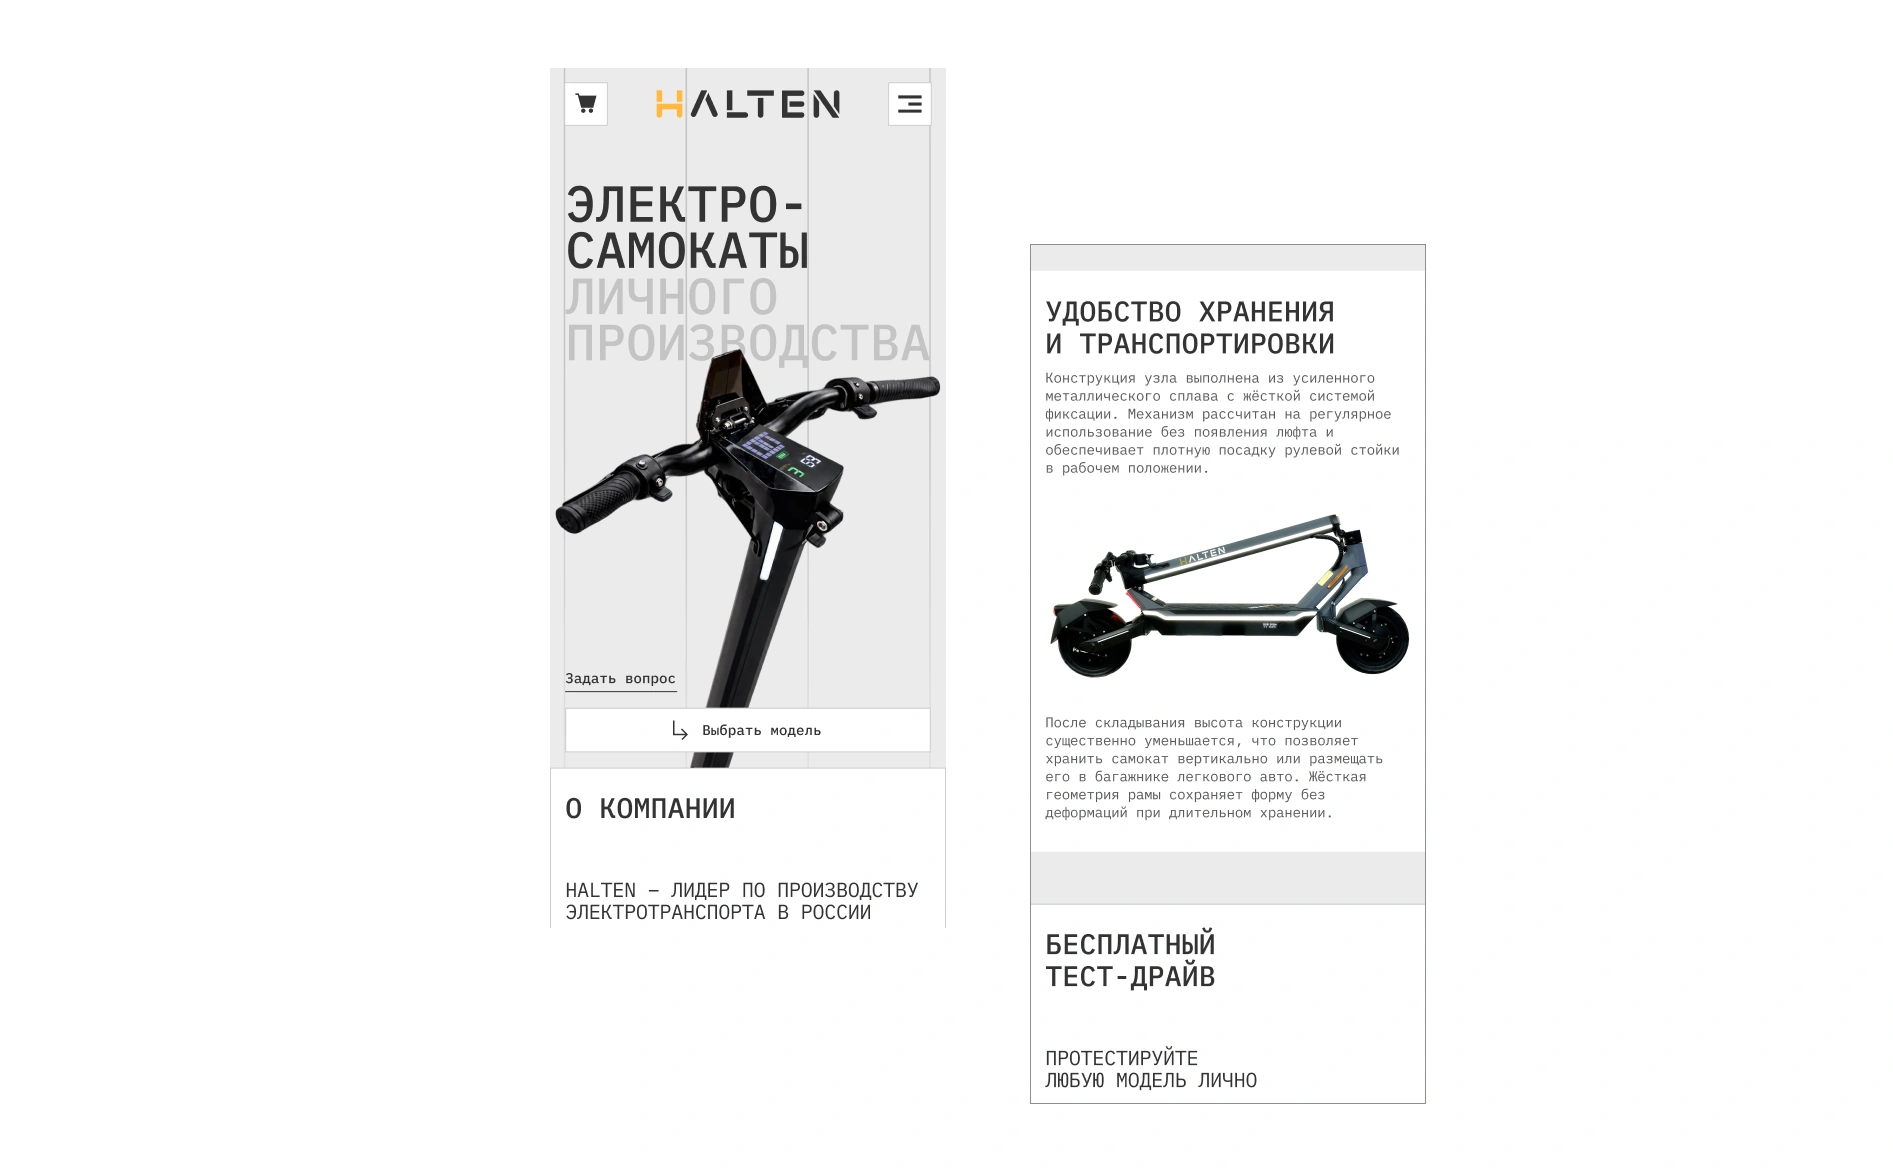 HALTEN
ЭЛЕКТРО-
САМОКАТЫ
ЛИЧНОГО
ПРОИЗВОДСТВА
Задать вопрос
Выбрать модель
О КОМПАНИИ
HALTEN — ЛИДЕР ПО ПРОИЗВОДСТВУ
ЭЛЕКТРОТРАНСПОРТА В РОССИИ
УДОБСТВО ХРАНЕНИЯ
И ТРАНСПОРТИРОВКИ
Конструкция узла выполнена из усиленного
металлического сплава с жёсткой системой
фиксации. Механизм рассчитан на регулярное
использование без появления люфта и
обеспечивает плотную посадку рулевой стойки
в рабочем положении.
HALTEN
После складывания высота конструкции
существенно уменьшается, что позволяет
хранить самокат вертикально или размещать
его в багажнике легкового авто. Жёсткая
геометрия рамы сохраняет форму без
деформаций при длительном хранении.
БЕСПЛАТНЫЙ
ТЕСТ-ДРАЙВ
ПРОТЕСТИРУЙТЕ
ЛЮБУЮ МОДЕЛЬ ЛИЧНО